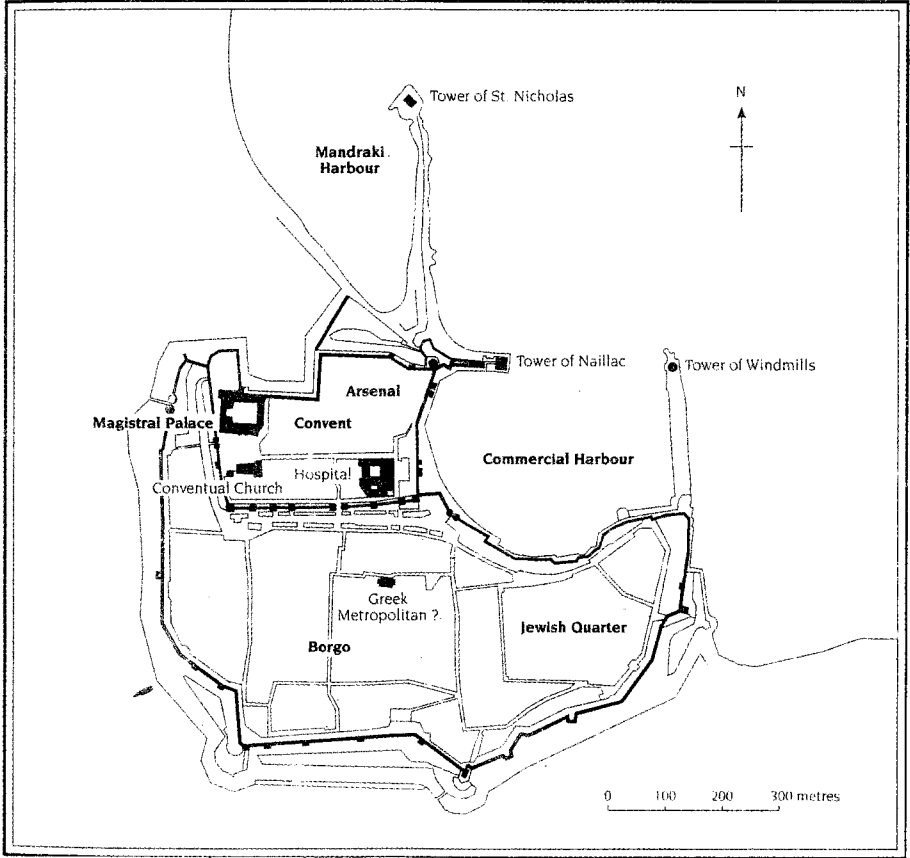 Tower of St. Nicholas
N
Mandraki
Harbour
Tower of Naillac
Tower of Windmills
Arsenal
Magistral Palace
Convent
Commercial Harbour
Hospital
Conventual Church
Greek
Metropolitan ?
Jewish Quarter
Borgo
0 100 200 300 metres